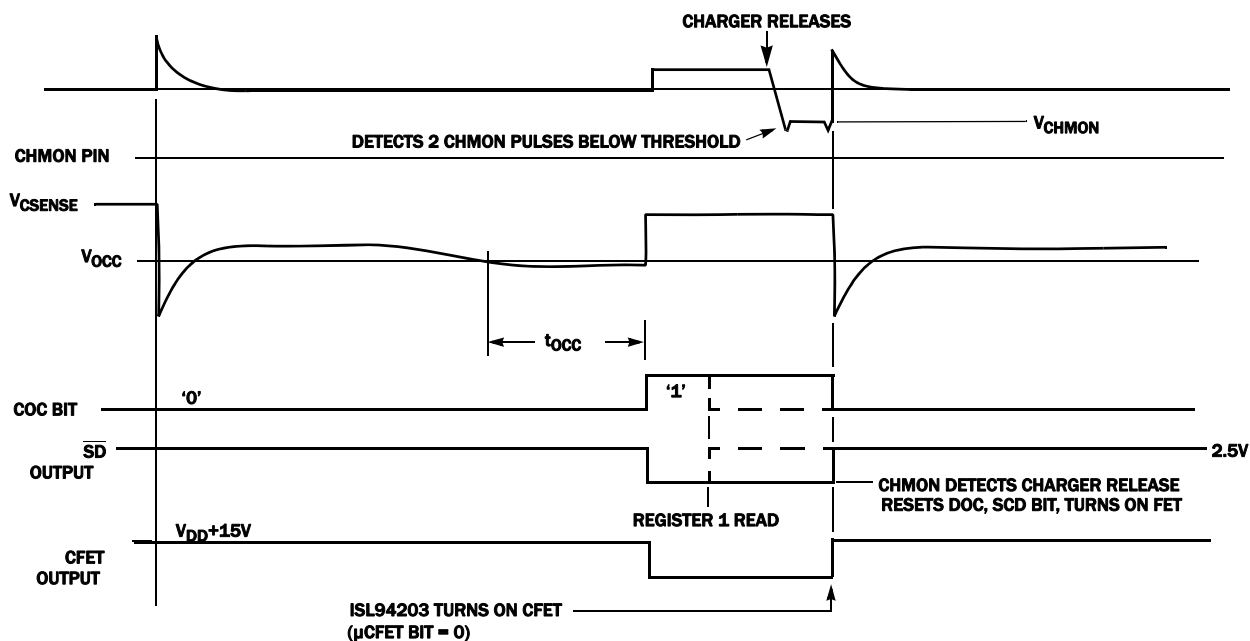 CHARGER RELEASES
VCHMON
DETECTS 2 CHMON PULSES BELOW THRESHOLD
CHMON PIN
VCSENSE
VOCC
tOCC
‘0’
‘1’
COC BIT
SD
OUTPUT
2.5V
CHMON DETECTS CHARGER RELEASE
RESETS DOC, SCD BIT, TURNS ON FET
REGISTER 1 READ
VDD+15V
CFET
OUTPUT
ISL94203 TURNS ON CFET
(µCFET BIT = 0)